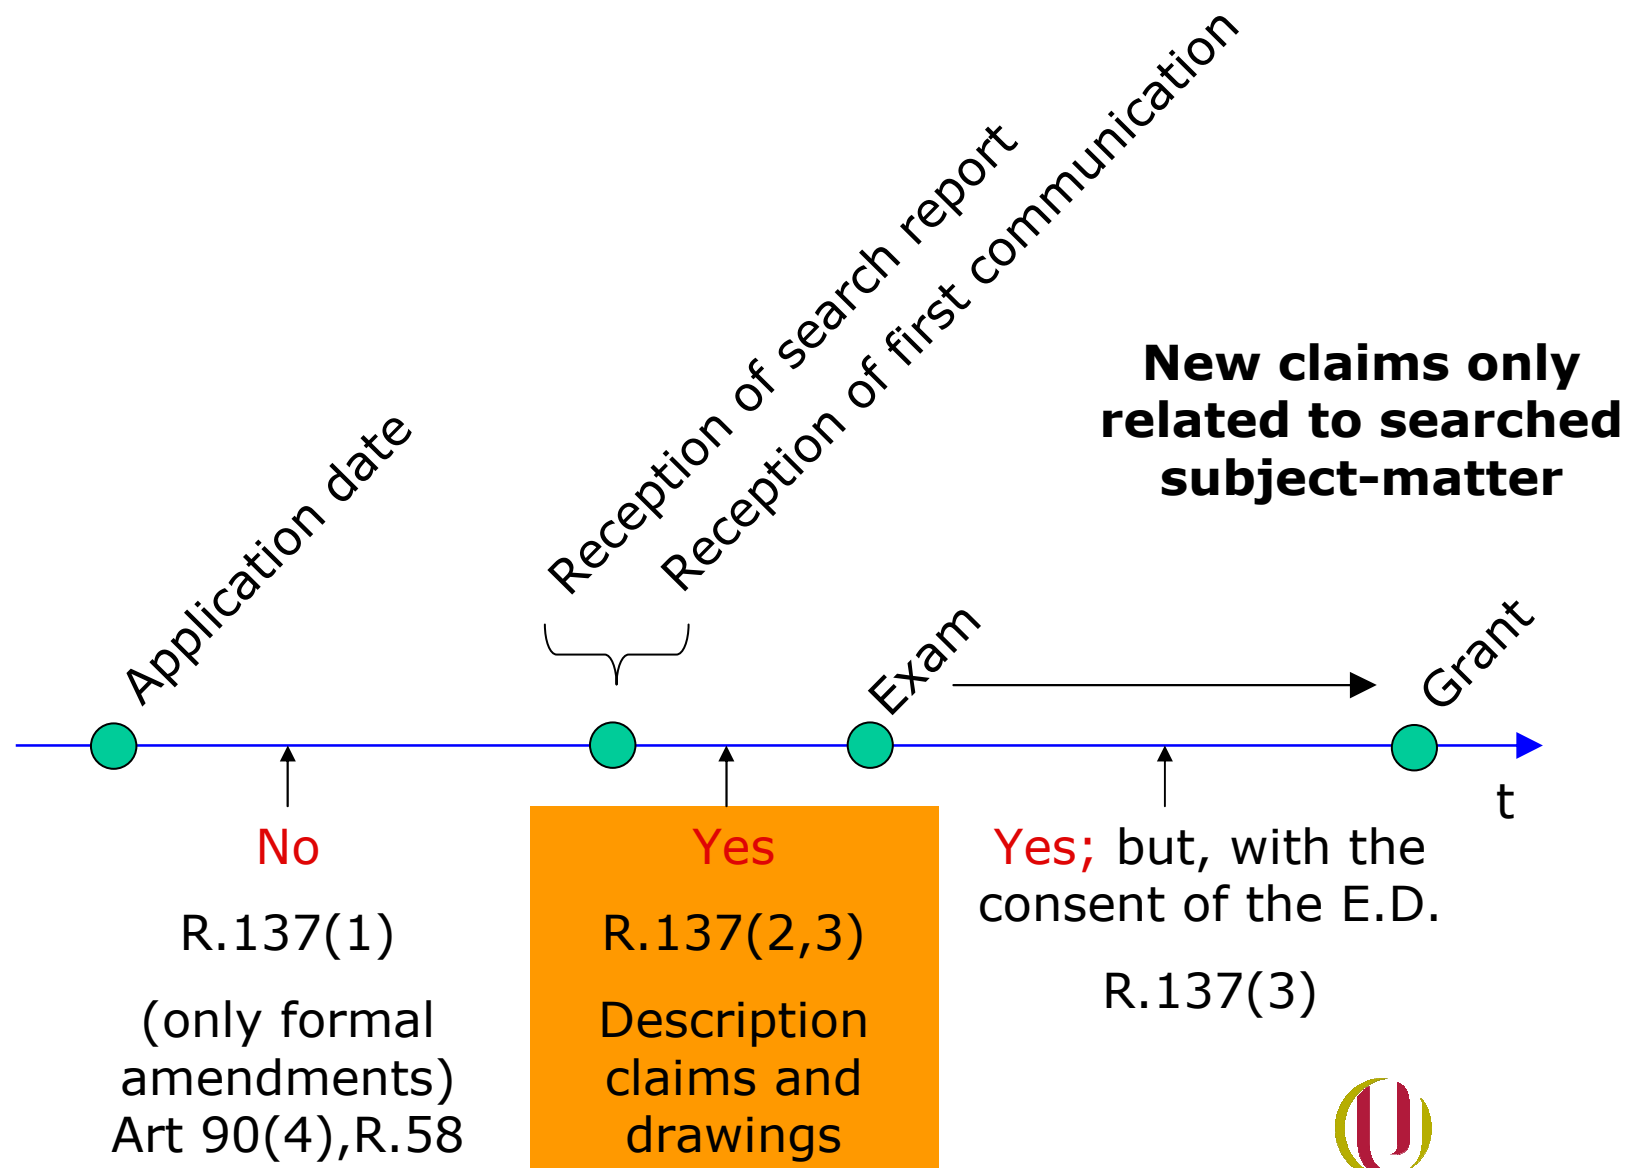 Application date
Reception of search report
Reception of first communication
New claims only
related to searched
subject-matter
Exam
Grant
t
No
R.137(1)
(only formal
amendments)
Art 90(4),R.58
Yes
R.137(2,3)
Description
claims and
drawings
Yes; but, with the
consent of the E.D.
R.137(3)